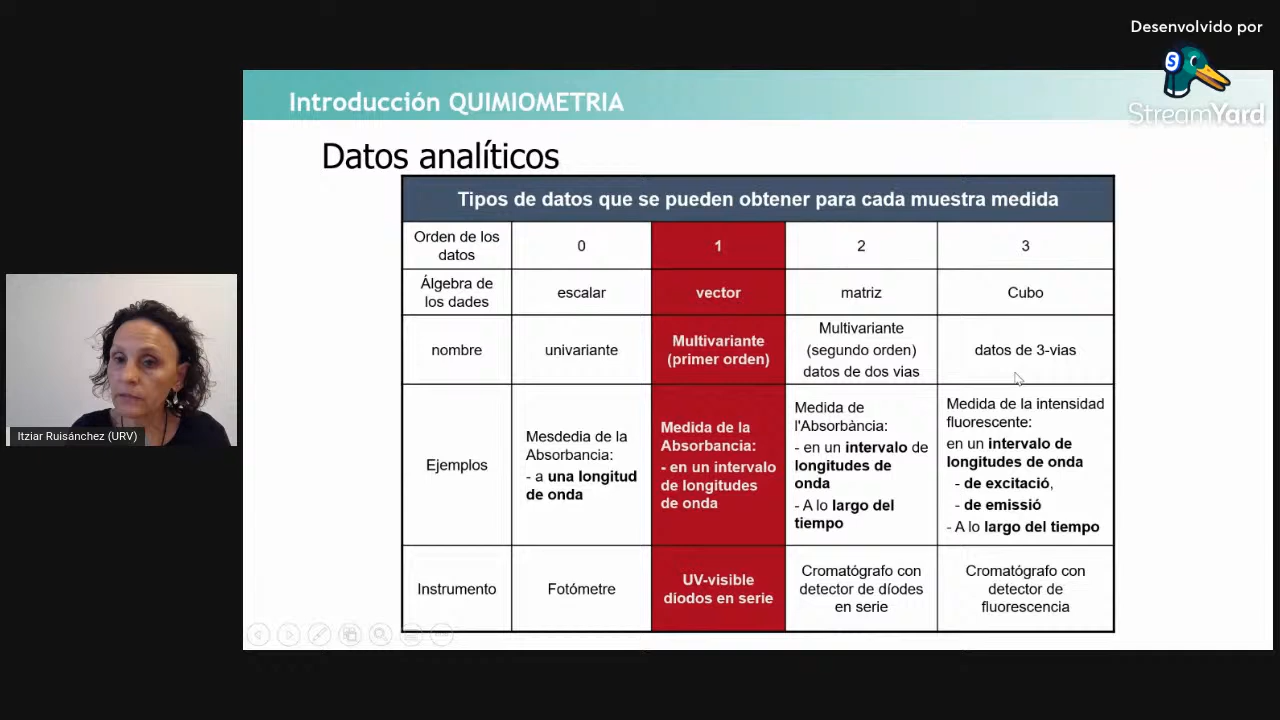 Desenvolvido por
StreamYard
Introducción QUIMIOMETRIA
Datos analíticos
Tipos de datos que se pueden obtener para cada muestra medida
Orden de los
datos
0
1
2
3
Álgebra de
los dades
escalar
vector
matriz
Cubo
nombre
univariante
Multivariante
(primer orden)
Multivariante
(segundo orden)
datos de dos vias
datos de 3-vias
Ejemplos
Mesdedia de la
Absorbancia:
- a una longitud
de onda
Medida de la
Absorbancia:
- en un intervalo
de longitudes
de onda
Medida de
l'Absorbància:
- en un intervalo de
longitudes de
onda
- A lo largo del
tiempo
Medida de la intensidad
fluorescente:
en un intervalo de
longitudes de onda
- de excitació,
- de emissió
- A lo largo del tiempo
Instrumento
Fotómetre
UV-visible
díodos en serie
Cromatógrafo con
detector de díodes
en serie
Cromatógrafo con
detector de
fluorescencia
Itziar Ruisánchez (URV)